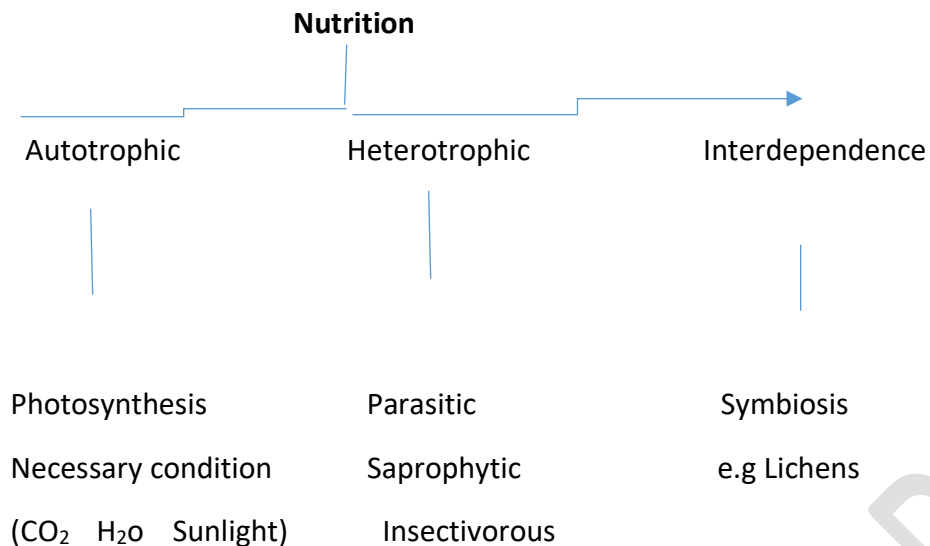 Nutrition
Autotrophic Heterotrophic Interdependence
Photosynthesis Parasitic Symbiosis
Necessary condition Saprophytic e.g Lichens
(CO₂ H₂o Sunlight) Insectivorous